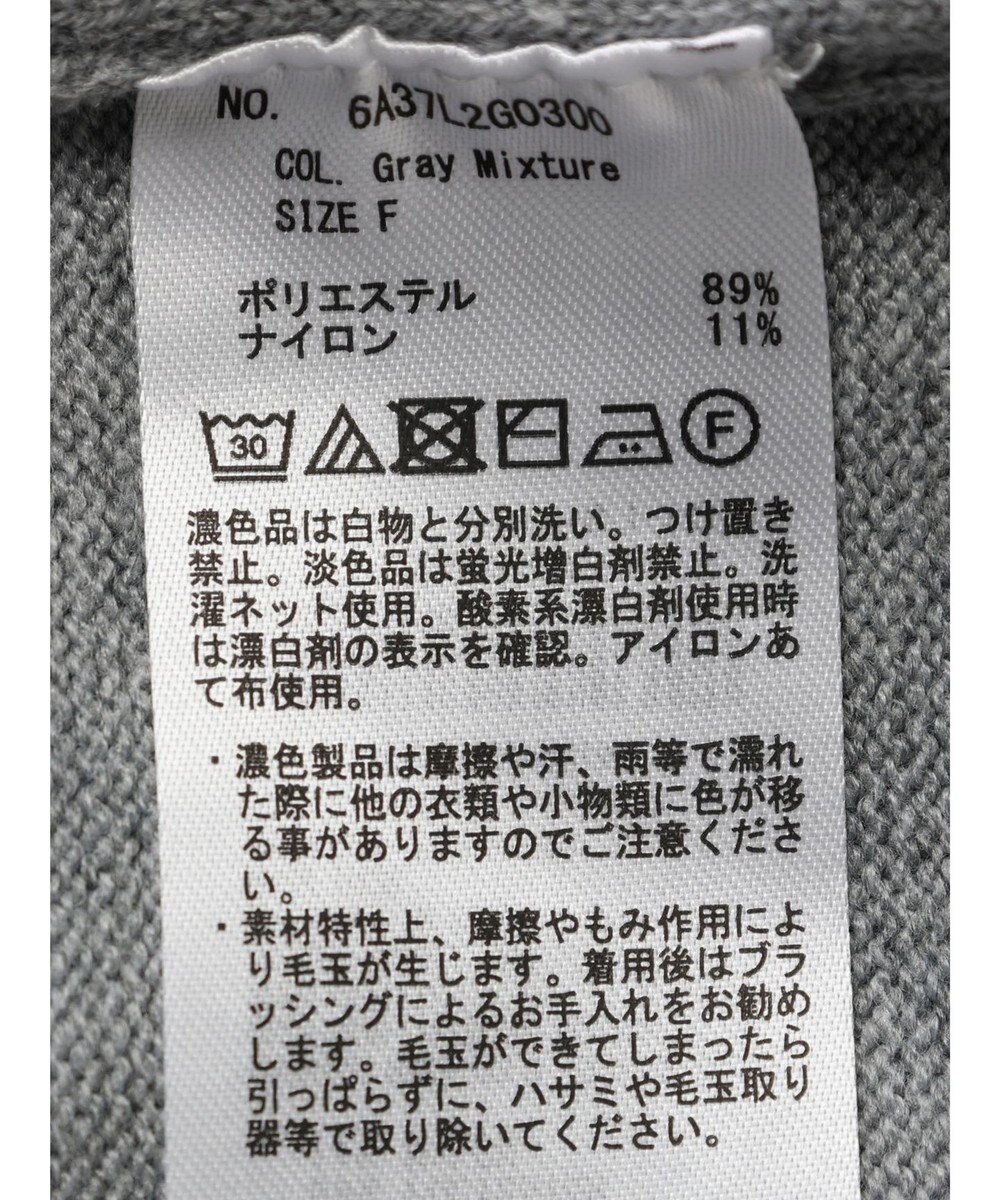 NO. 6A37L2G0300
COL. Gray Mixture
SIZE F
ポリエステル 89%
ナイロン 11%
30
F
濃色品は白物と分別洗い。つけ置き
禁止。淡色品は蛍光増白剤禁止。洗
濯ネット使用。酸素系漂白剤使用時
は漂白剤の表示を確認。アイロンあ
て布使用。
・濃色製品は摩擦や汗、雨等で濡れ
た際に他の衣類や小物類に色が移
る事がありますのでご注意くださ
い。
・素材特性上、摩擦やもみ作用によ
り毛玉が生じます。着用後はブラ
ッシングによるお手入れをお勧め
します。毛玉ができてしまったら
引っぱらずに、ハサミや毛玉取り
器等で取り除いてください。